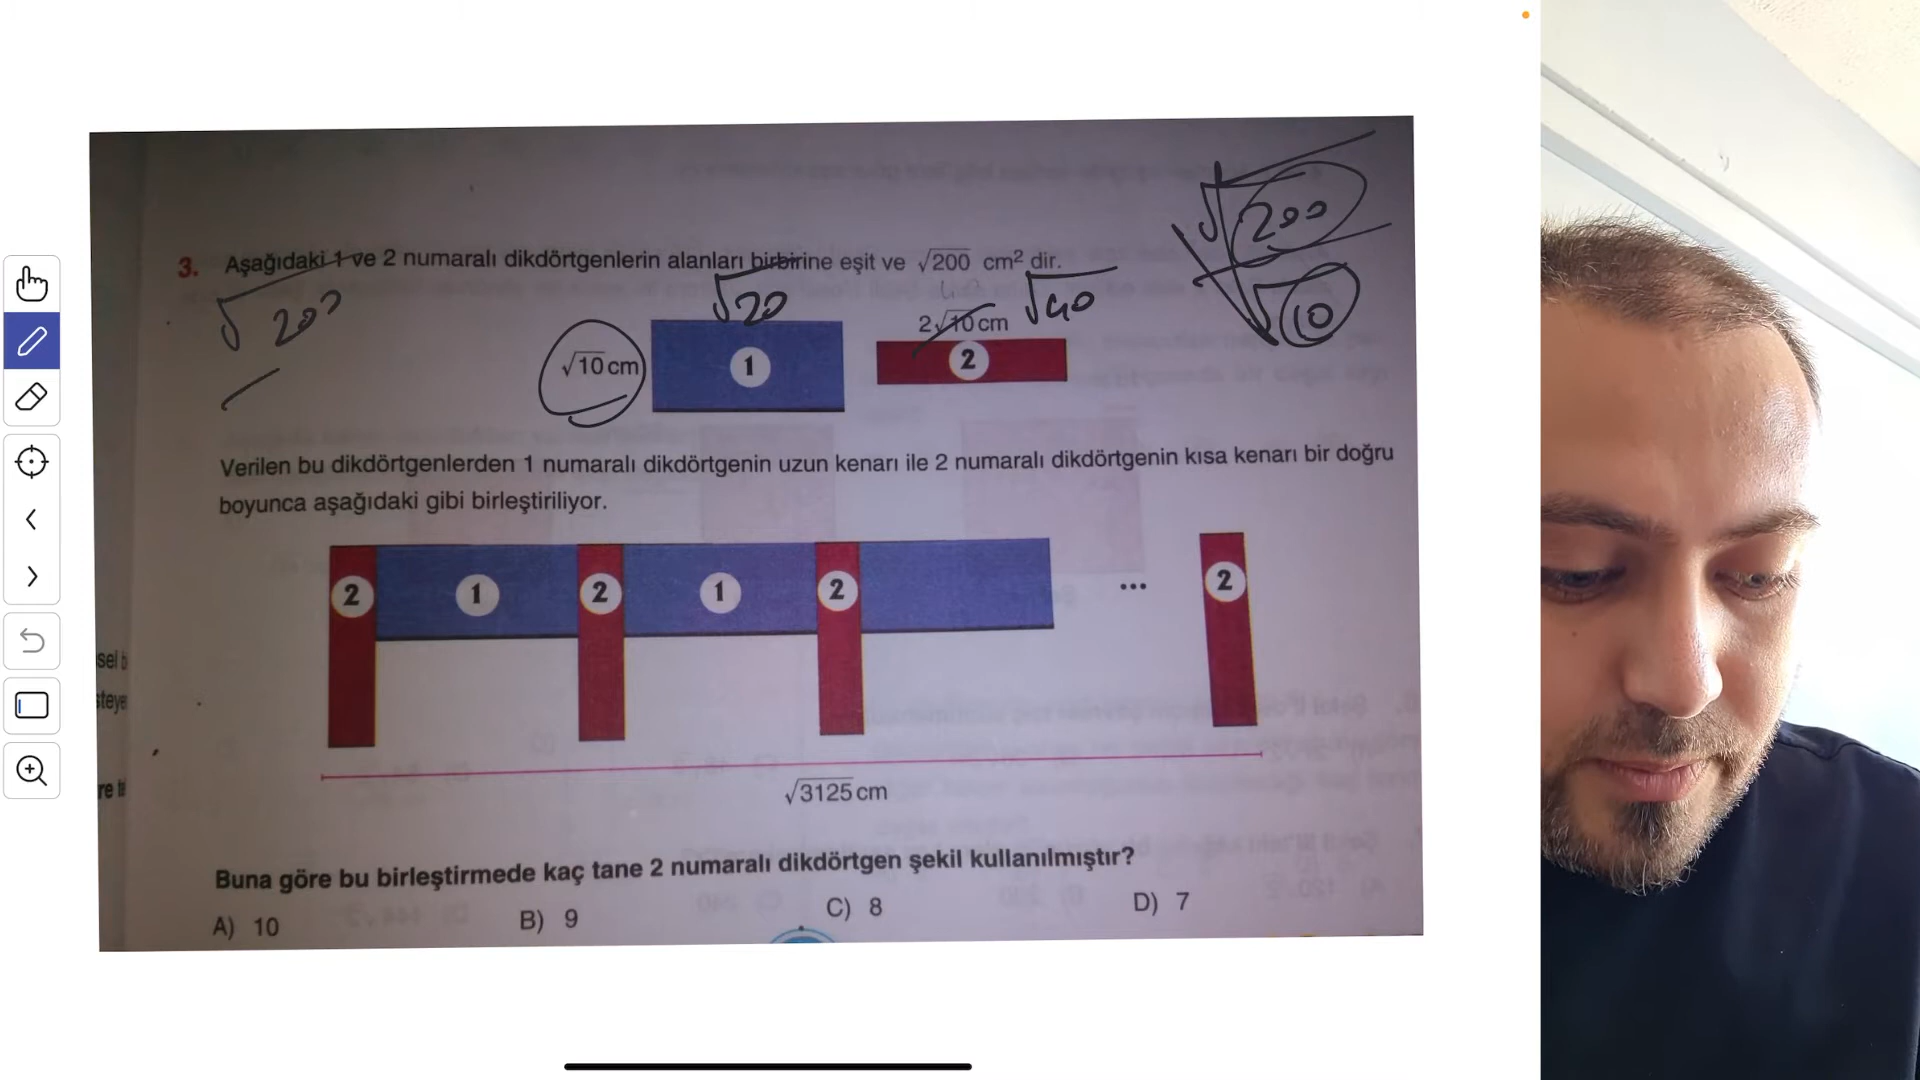 √200
√10
3. Aşağıdaki 1 ve 2 numaralı dikdörtgenlerin alanları birbirine eşit ve √200 cm² dir.
√20
√40
2√10 cm
√10 cm
1
2
Verilen bu dikdörtgenlerden 1 numaralı dikdörtgenin uzun kenarı ile 2 numaralı dikdörtgenin kısa kenarı bir doğru
boyunca aşağıdaki gibi birleştiriliyor.
2 1 2 1 2 ... 2
sel b
steye
√3125 cm
Buna göre bu birleştirmede kaç tane 2 numaralı dikdörtgen şekil kullanılmıştır?
A) 10 B) 9 C) 8 D) 7